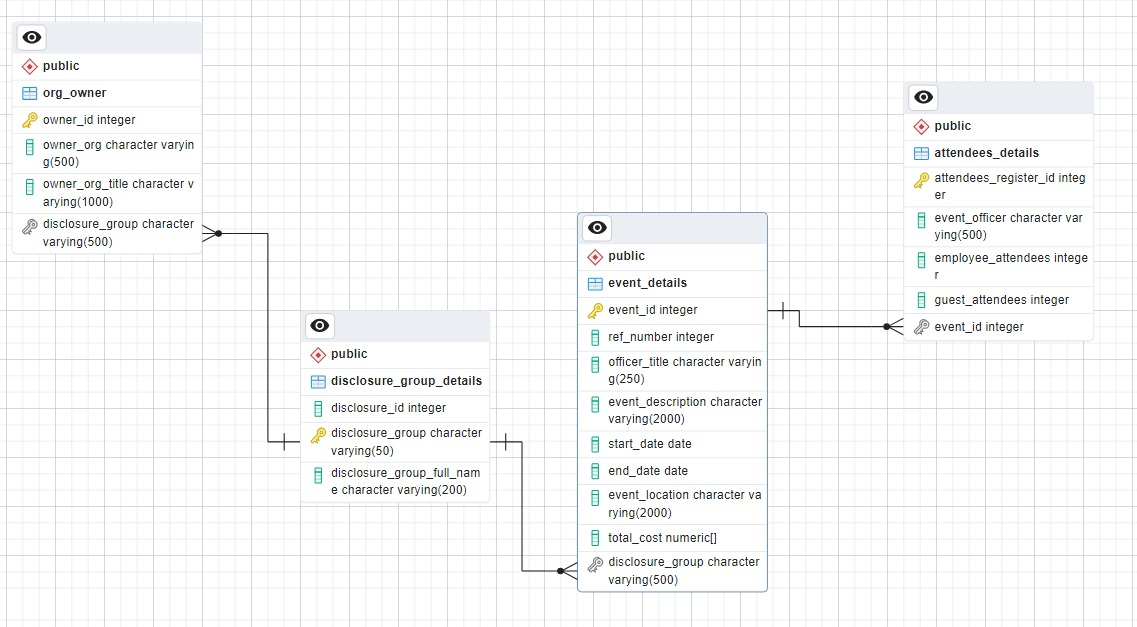 public
org_owner
owner_id integer
owner_org character varyin
g(500)
owner_org_title character v
arying(1000)
disclosure_group character
varying(500)
public
disclosure_group_details
disclosure_id integer
disclosure_group character
varying(50)
disclosure_group_full_nam
e character varying(200)
public
event_details
event_id integer
ref_number integer
officer_title character varyin
g(250)
event_description character
varying(2000)
start_date date
end_date date
event_location character va
rying(2000)
total_cost numeric[]
disclosure_group character
varying(500)
public
attendees_details
attendees_register_id integ
er
event_officer character var
ying(500)
employee_attendees intege
r
guest_attendees integer
event_id integer